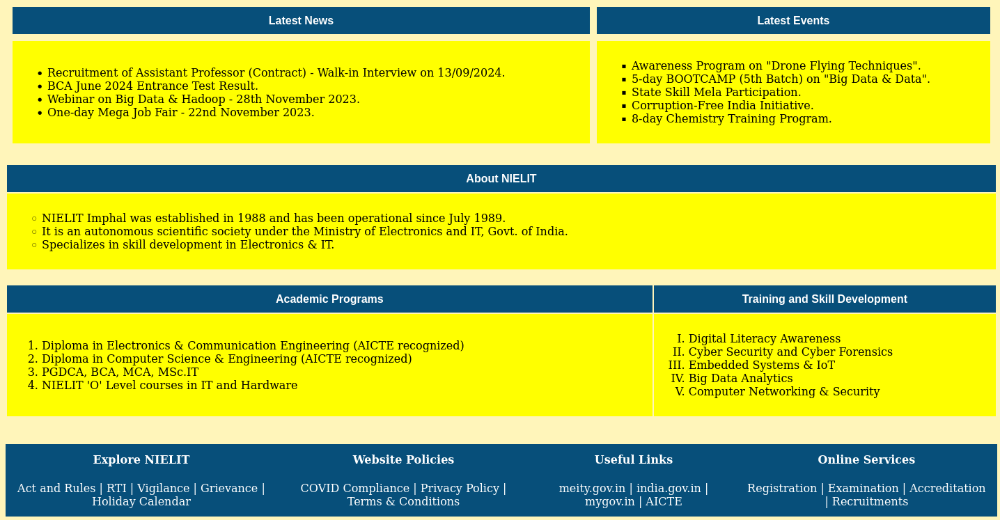 Latest News
Latest Events
• Recruitment of Assistant Professor (Contract) - Walk-in Interview on 13/09/2024.
• BCA June 2024 Entrance Test Result.
• Webinar on Big Data & Hadoop - 28th November 2023.
• One-day Mega Job Fair - 22nd November 2023.
▪ Awareness Program on "Drone Flying Techniques".
▪ 5-day BOOTCAMP (5th Batch) on "Big Data & Data".
▪ State Skill Mela Participation.
▪ Corruption-Free India Initiative.
▪ 8-day Chemistry Training Program.
About NIELIT
○ NIELIT Imphal was established in 1988 and has been operational since July 1989.
○ It is an autonomous scientific society under the Ministry of Electronics and IT, Govt. of India.
○ Specializes in skill development in Electronics & IT.
Academic Programs
Training and Skill Development
1. Diploma in Electronics & Communication Engineering (AICTE recognized)
2. Diploma in Computer Science & Engineering (AICTE recognized)
3. PGDCA, BCA, MCA, MSc.IT
4. NIELIT 'O' Level courses in IT and Hardware
I. Digital Literacy Awareness
II. Cyber Security and Cyber Forensics
III. Embedded Systems & IoT
IV. Big Data Analytics
V. Computer Networking & Security
Explore NIELIT
Act and Rules | RTI | Vigilance | Grievance |
Holiday Calendar
Website Policies
COVID Compliance | Privacy Policy |
Terms & Conditions
Useful Links
meity.gov.in | india.gov.in |
mygov.in | AICTE
Online Services
Registration | Examination | Accreditation
| Recruitments